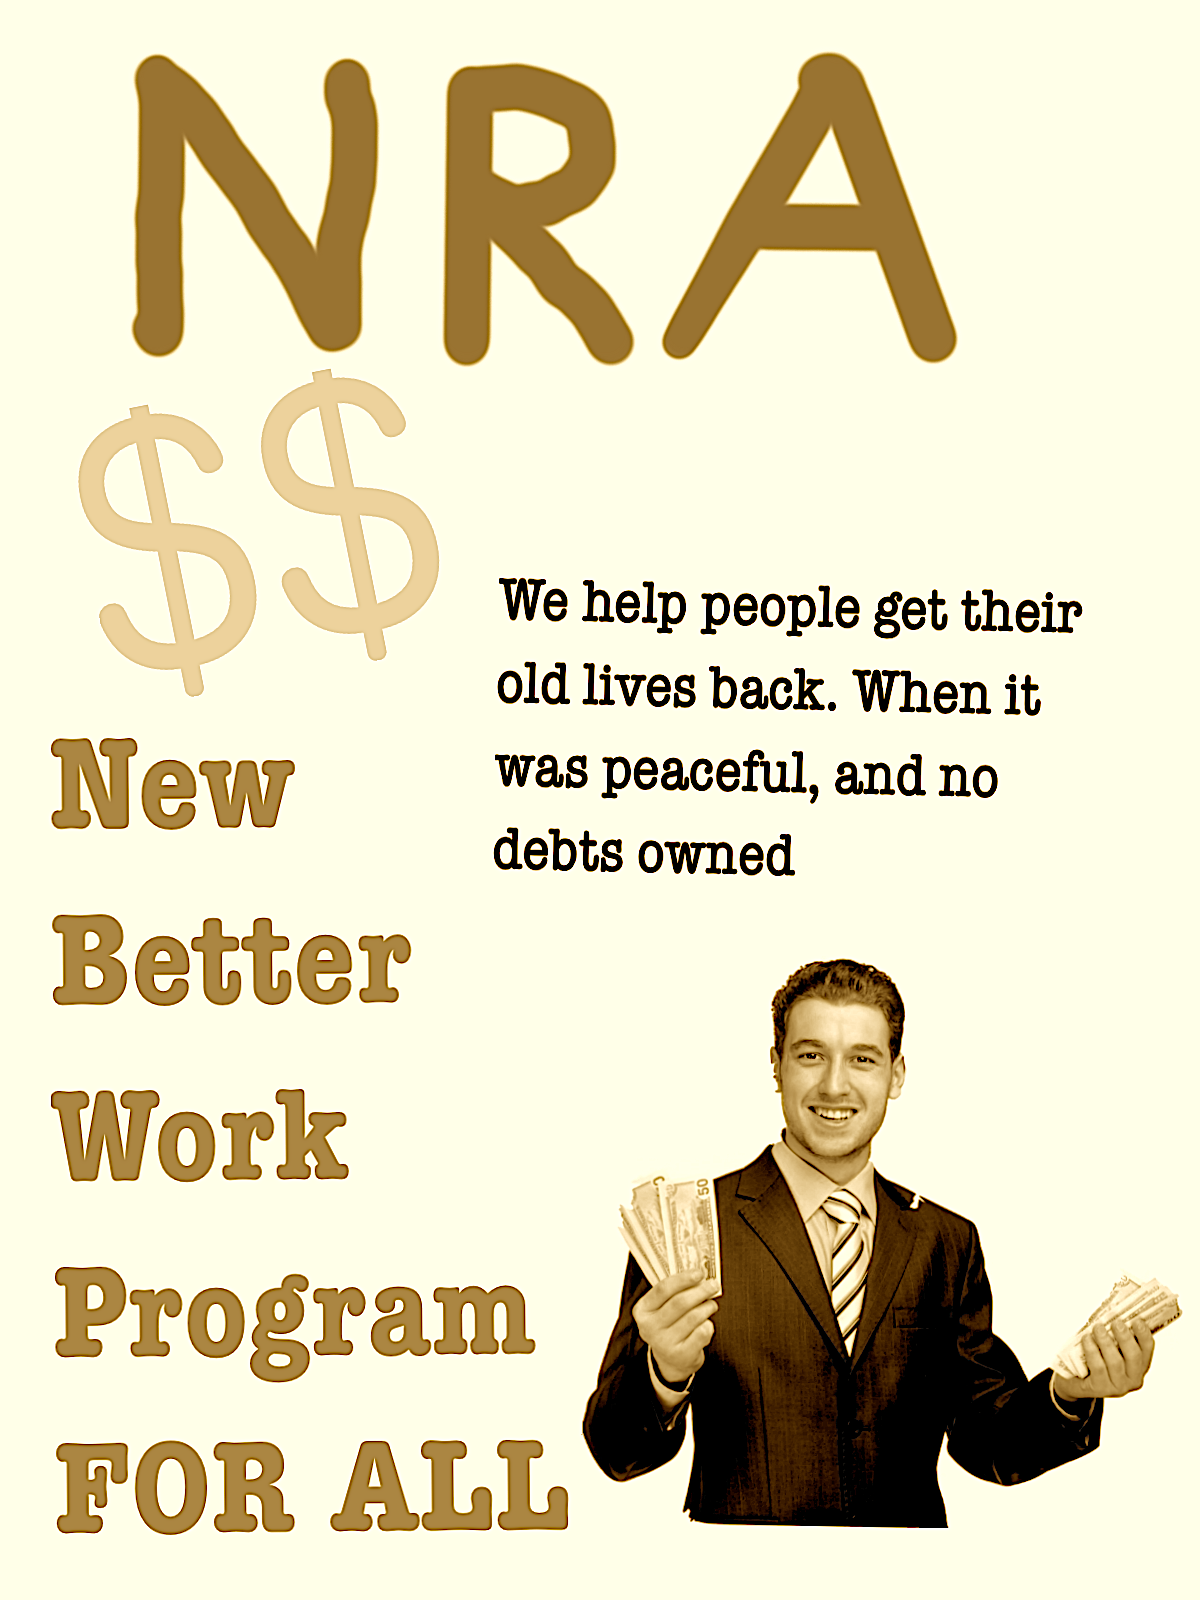 NRA
$$
We help people get their
old lives back. When it
was peaceful, and no
debts owned
New
Better
Work
Program
FOR ALL
50